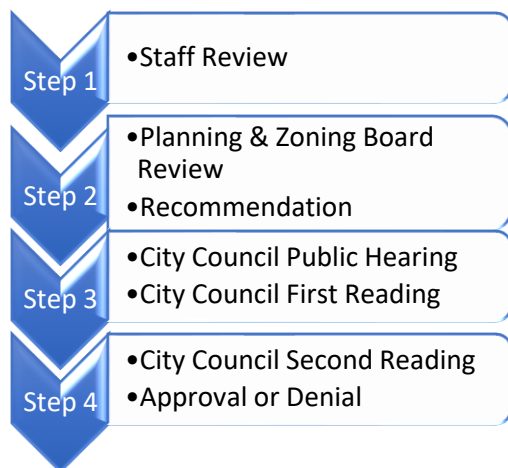 Step 1
•Staff Review
Step 2
•Planning & Zoning Board
Review
•Recommendation
Step 3
•City Council Public Hearing
•City Council First Reading
Step 4
•City Council Second Reading
•Approval or Denial